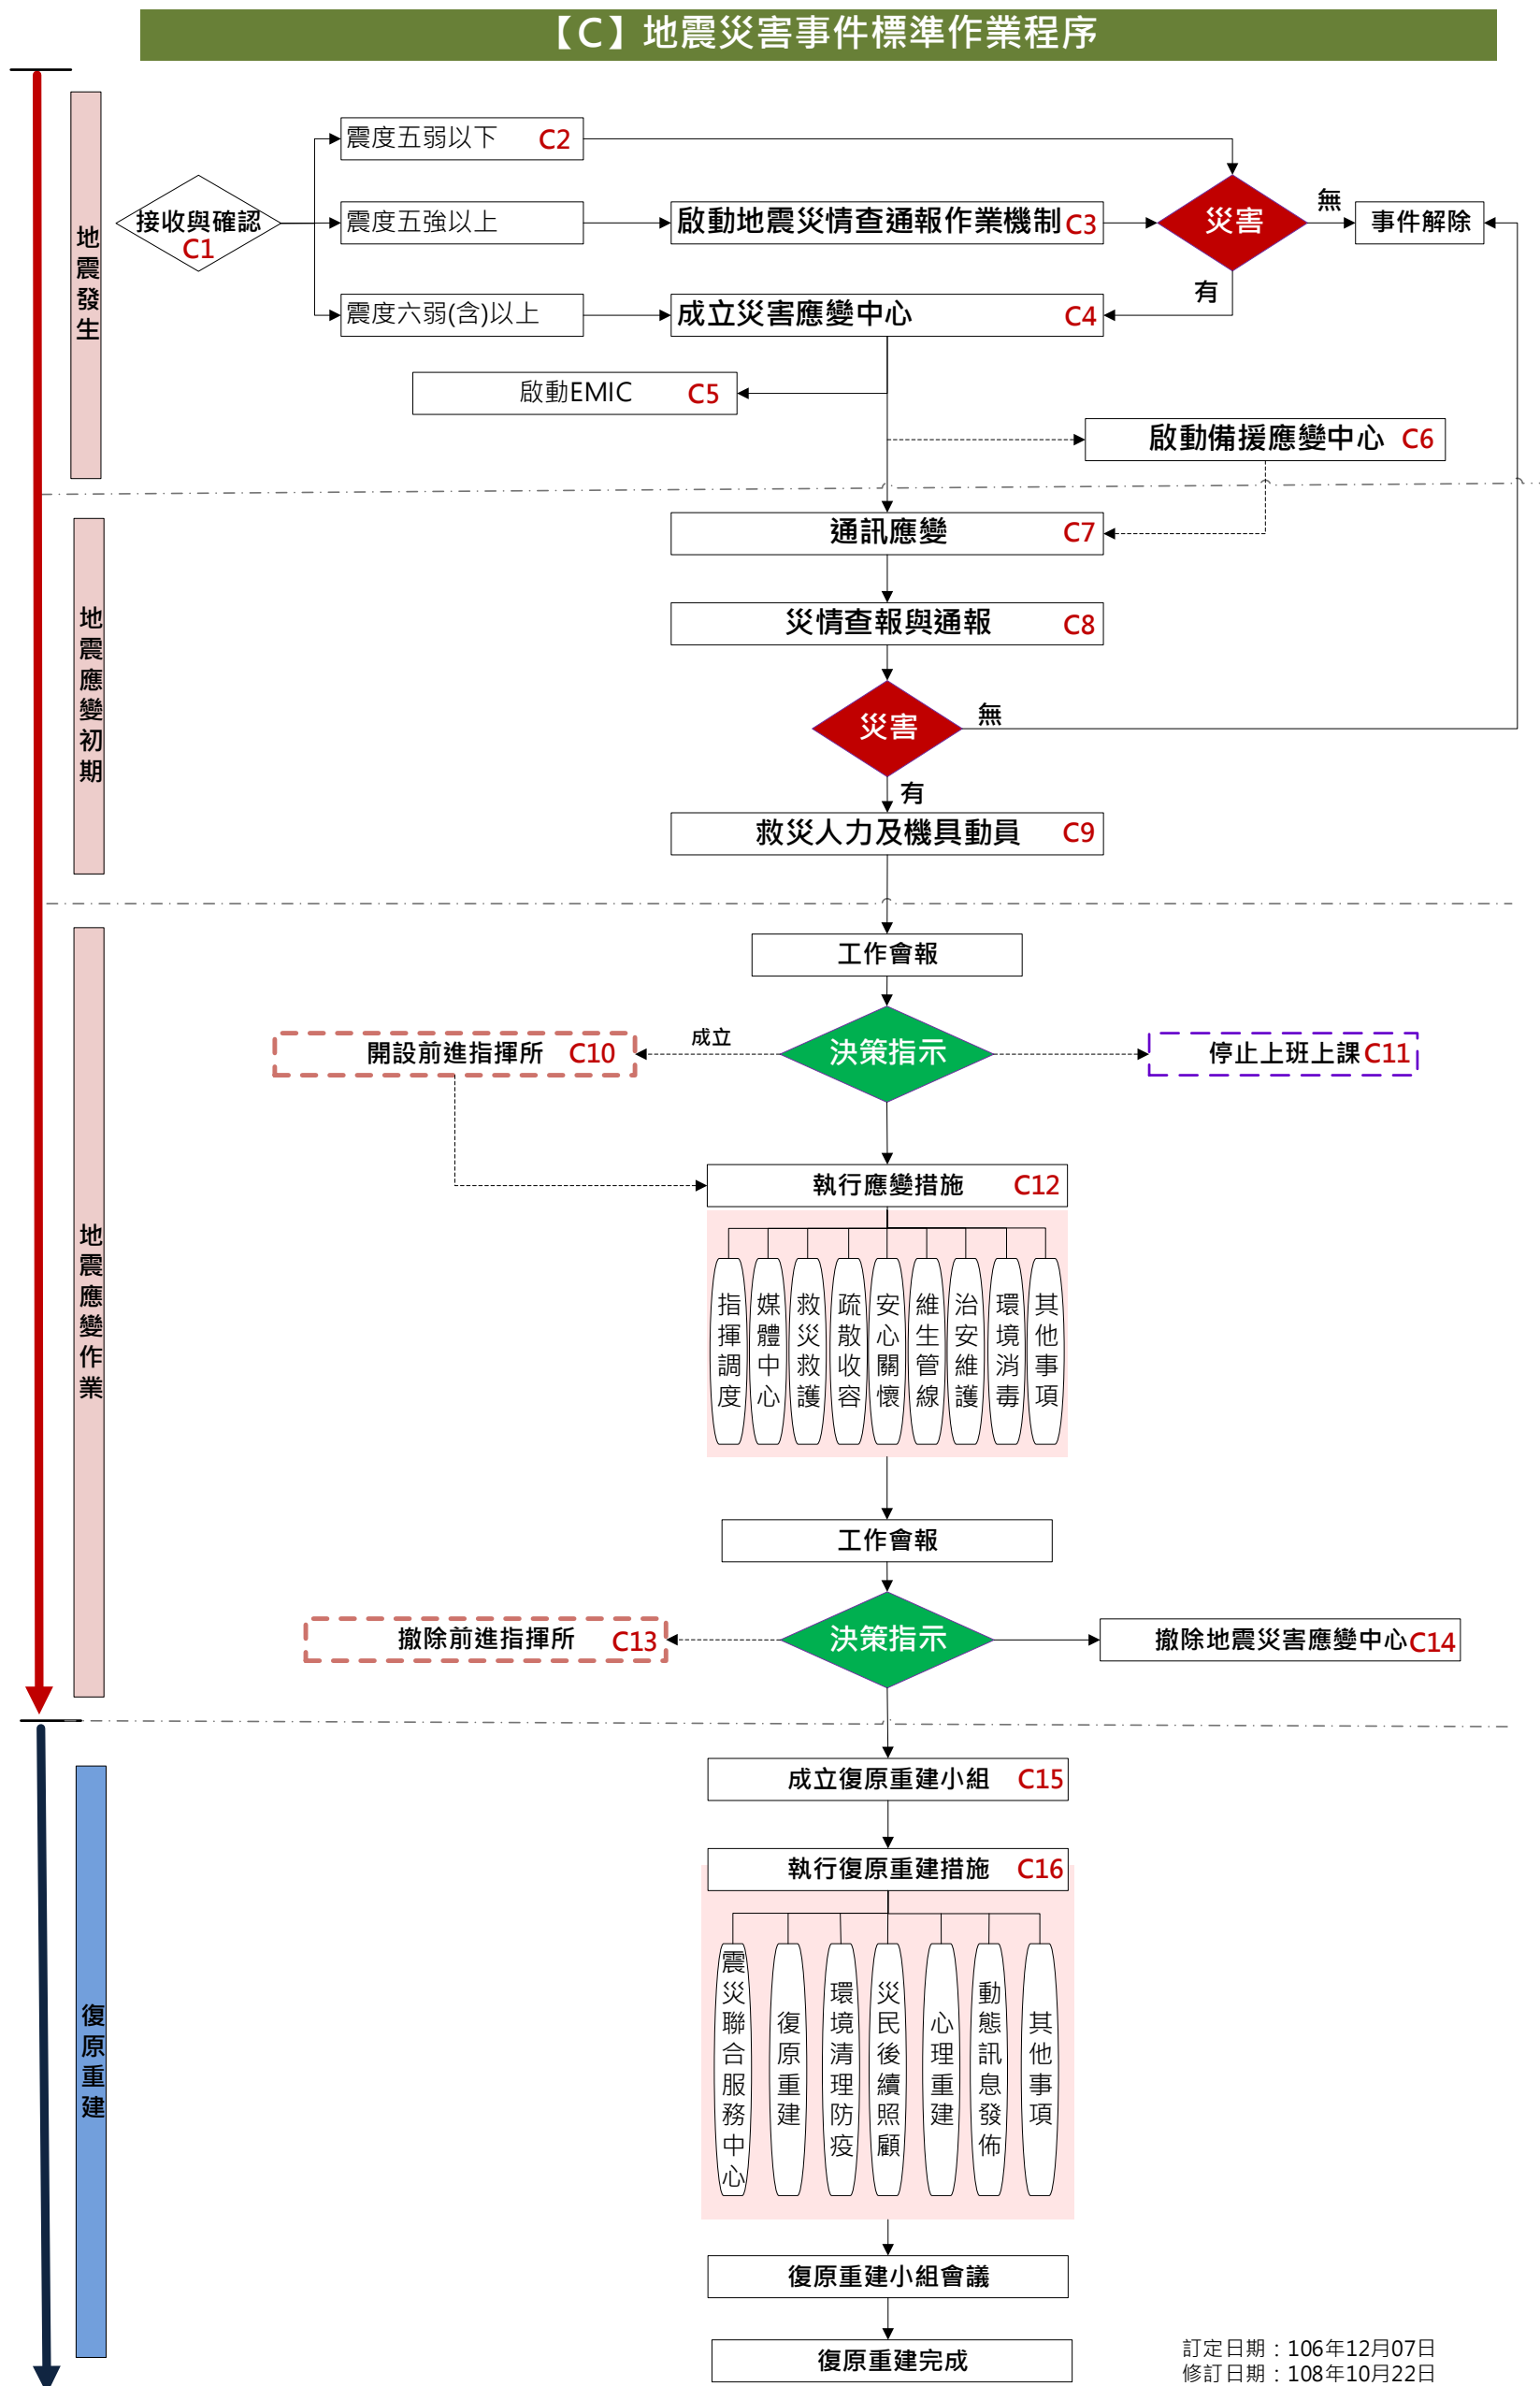 【C】地震災害事件標準作業程序
地震發生
接收與確認
C1
震度五弱以下 C2
震度五強以上
啟動地震災情查通報作業機制 C3
災害
無
事件解除
有
震度六弱(含)以上
成立災害應變中心 C4
啟動EMIC C5
啟動備援應變中心 C6
地震應變初期
通訊應變 C7
災情查報與通報 C8
災害
無
有
救災人力及機具動員 C9
地震應變作業
工作會報
決策指示
成立
開設前進指揮所 C10
停止上班上課 C11
執行應變措施 C12
指揮調度
媒體中心
救災救護
疏散收容
安心關懷
維生管線
治安維護
環境消毒
其他事項
工作會報
決策指示
撤除前進指揮所 C13
撤除地震災害應變中心 C14
復原重建
成立復原重建小組 C15
執行復原重建措施 C16
震災聯合服務中心
復原重建
環境清理防疫
災民後續照顧
心理重建
動態訊息發佈
其他事項
復原重建小組會議
復原重建完成
訂定日期：106年12月07日
修訂日期：108年10月22日